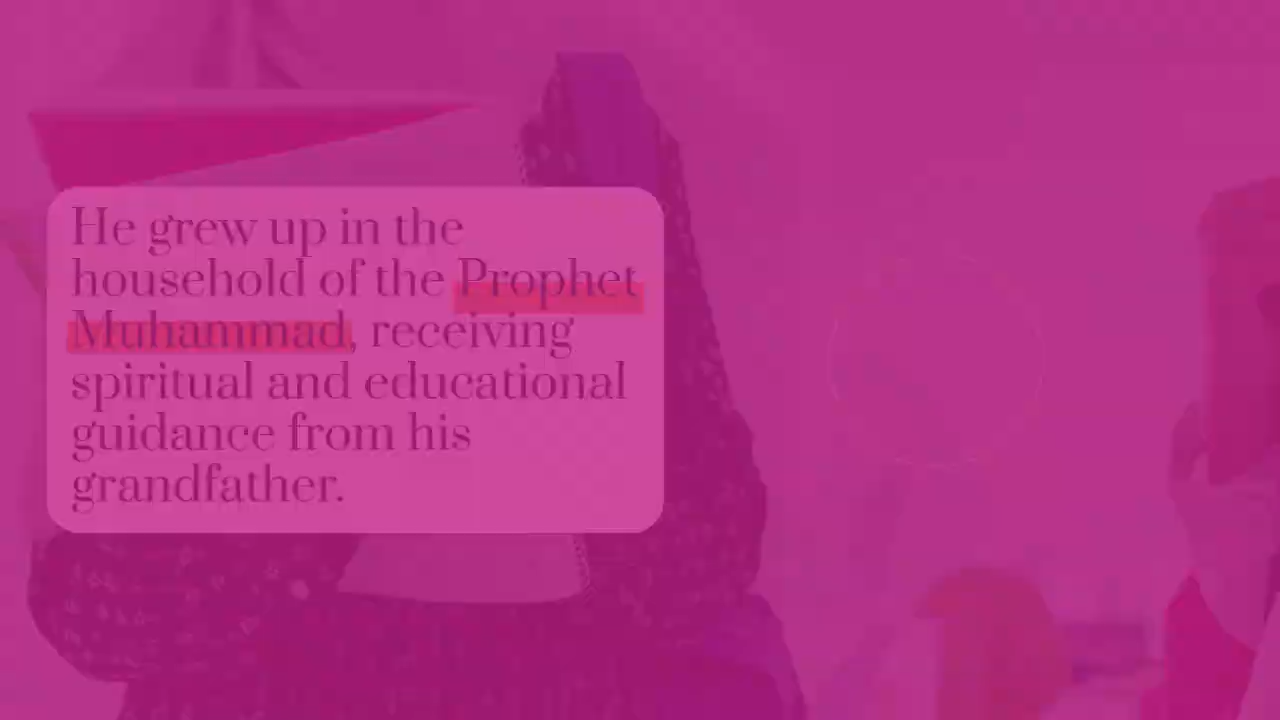 He grew up in the
household of the Prophet
Muhammad, receiving
spiritual and educational
guidance from his
grandfather.